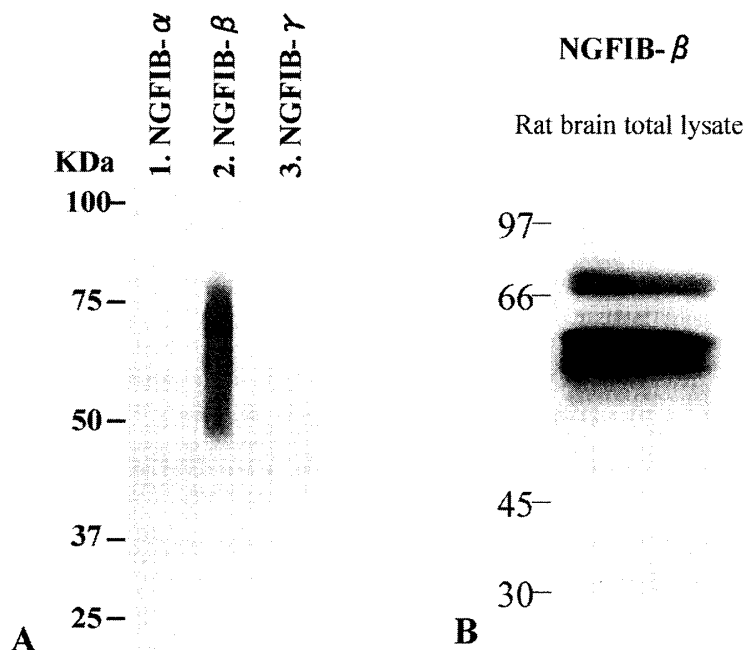 1. NGFIB-α
2. NGFIB-β
3. NGFIB-γ
KDa
100–
75–
50–
37–
25–
A
NGFIB-β
Rat brain total lysate
97–
66–
45–
30–
B